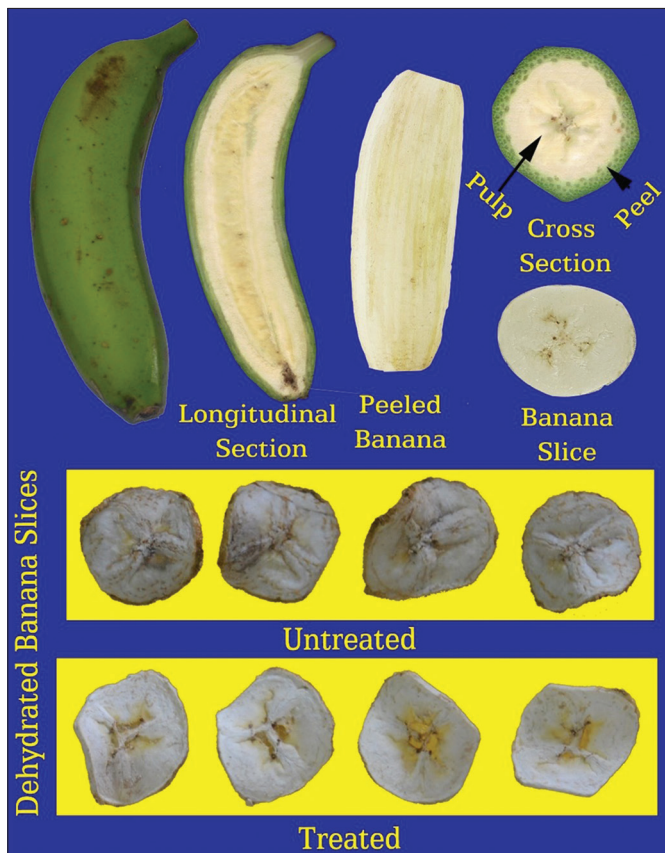 Pulp
Peel
Cross
Section
Longitudinal
Section
Peeled
Banana
Banana
Slice
Dehydrated Banana Slices
Untreated
Treated